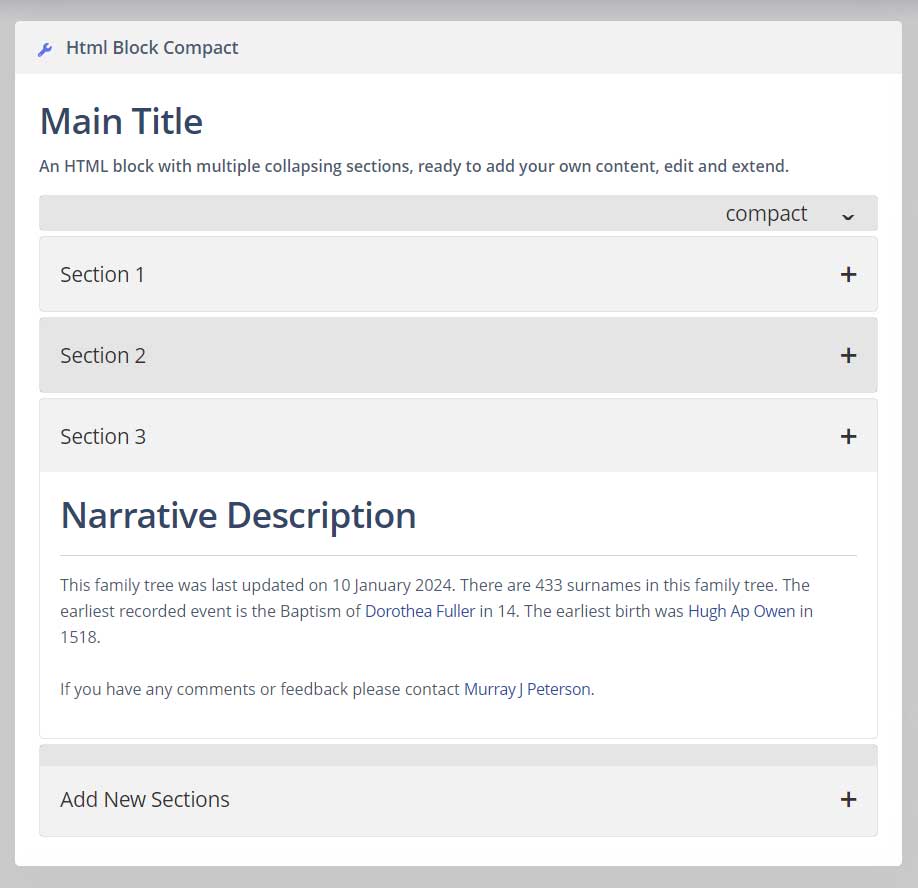 Html Block Compact
Main Title
An HTML block with multiple collapsing sections, ready to add your own content, edit and extend.
compact
Section 1
Section 2
Section 3
Narrative Description
This family tree was last updated on 10 January 2024. There are 433 surnames in this family tree. The
earliest recorded event is the Baptism of Dorothea Fuller in 14. The earliest birth was Hugh Ap Owen in
1518.
If you have any comments or feedback please contact Murray J Peterson.
Add New Sections